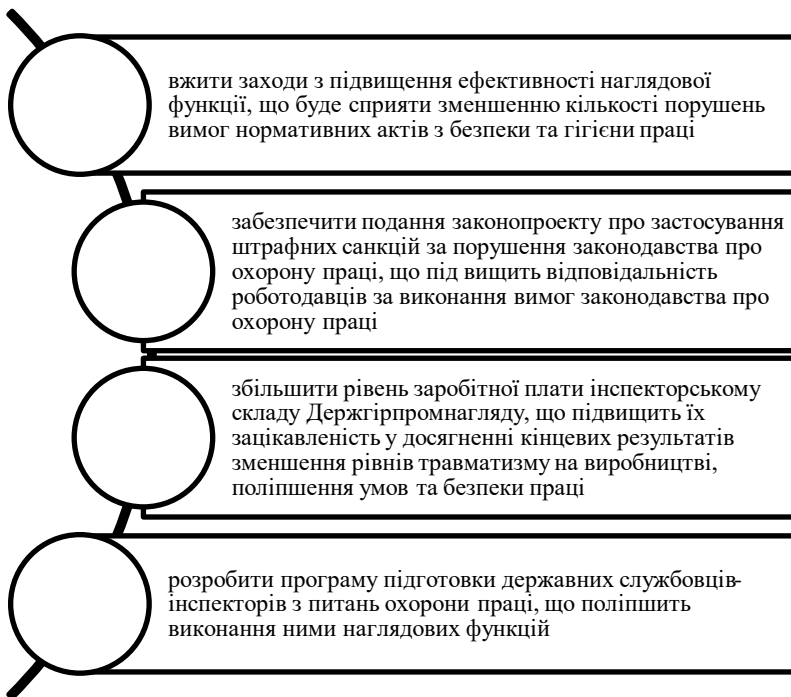 вжити заходи з підвищення ефективності наглядової
функції, що буде сприяти зменшенню кількості порушень
вимог нормативних актів з безпеки та гігієни праці
забезпечити подання законопроекту про застосування
штрафних санкцій за порушення законодавства про
охорону праці, що під вищить відповідальність
роботодавців за виконання вимог законодавства про
охорону праці
збільшити рівень заробітної плати інспекторському
складу Держгірпромнагляду, що підвищить їх
зацікавленість у досягненні кінцевих результатів
зменшення рівнів травматизму на виробництві,
поліпшення умов та безпеки праці
розробити програму підготовки державних службовців-
інспекторів з питань охорони праці, що поліпшить
виконання ними наглядових функцій